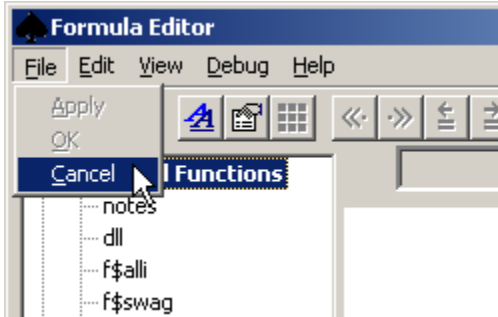 Formula Editor
File Edit View Debug Help
Apply
OK
Cancel
Functions
notes
dll
f$alli
f$swag